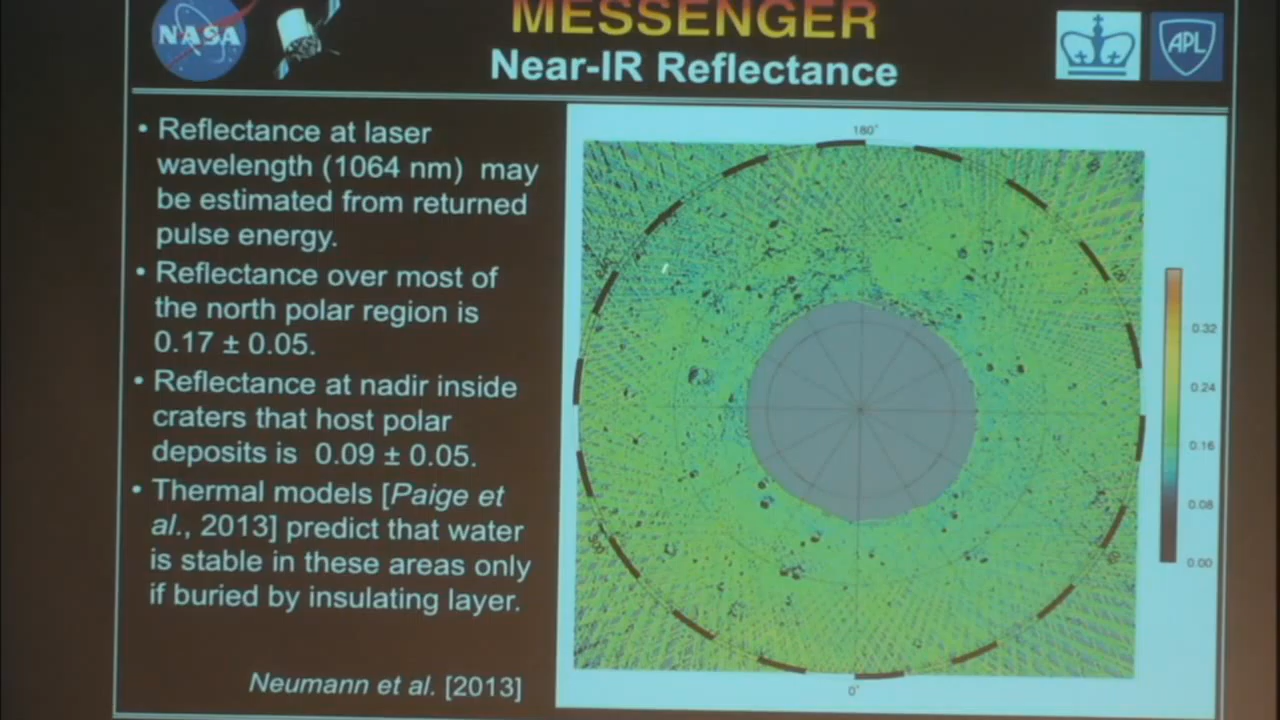 NASA
MESSENGER
Near-IR Reflectance
APL
• Reflectance at laser
wavelength (1064 nm) may
be estimated from returned
pulse energy.
• Reflectance over most of
the north polar region is
0.17 ± 0.05.
• Reflectance at nadir inside
craters that host polar
deposits is 0.09 ± 0.05.
• Thermal models [Paige et
al., 2013] predict that water
is stable in these areas only
if buried by insulating layer.
Neumann et al. [2013]
180°
0°
0.32
0.24
0.16
0.08
0.00